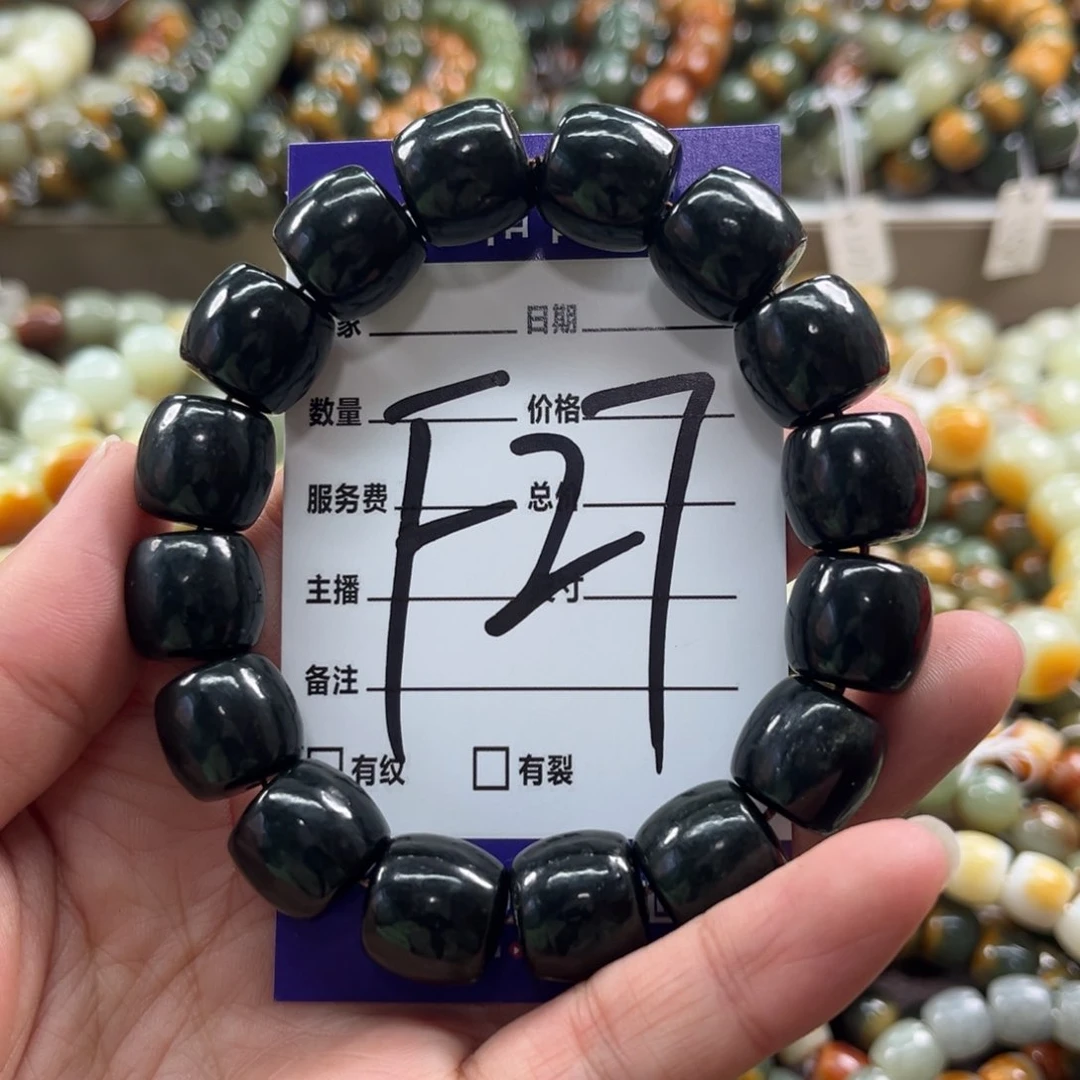 家 日期
数量 价格
F27
服务费 总
主播 寸
备注
有纹 有裂